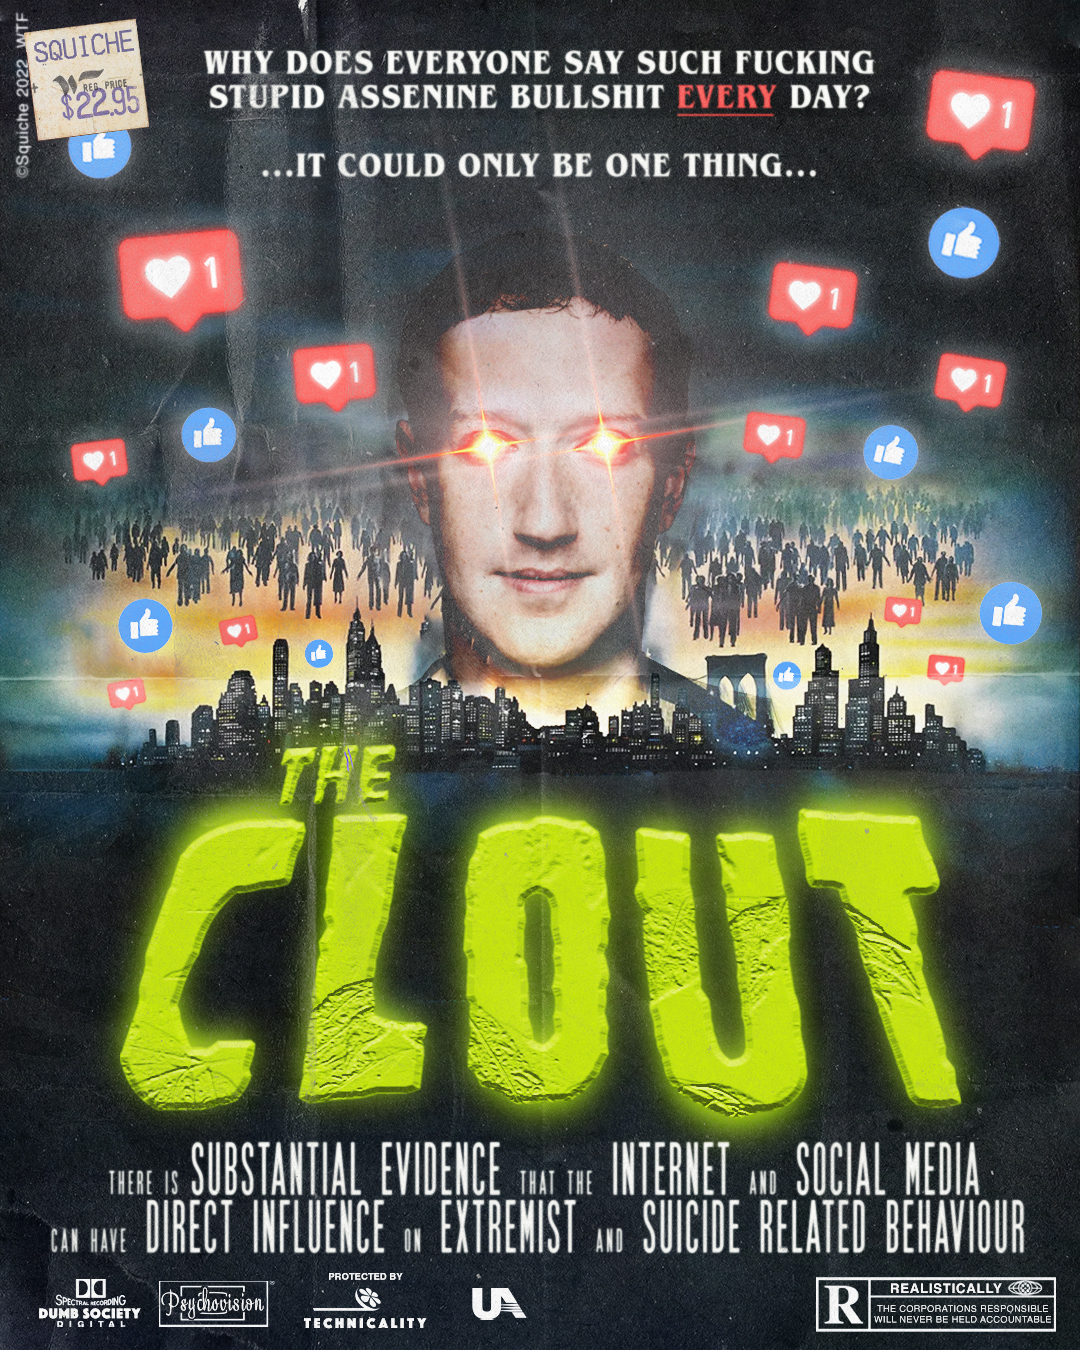 ©Squiche 2022 WTF
SQUICHE
RED PRICE
$22.95
WHY DOES EVERYONE SAY SUCH FUCKING
STUPID ASSENINE BULLSHIT EVERY DAY?
...IT COULD ONLY BE ONE THING...
1
1
1
1
1
1
1
1
1
1
1
THE
CLOUT
THERE IS SUBSTANTIAL EVIDENCE THAT THE INTERNET AND SOCIAL MEDIA
CAN HAVE DIRECT INFLUENCE ON EXTREMIST AND SUICIDE RELATED BEHAVIOUR
SPECTRAL RECORDING
DUMB SOCIETY
DIGITAL
Psychovision
PROTECTED BY
TECHNICALITY
UA
R
REALISTICALLY
THE CORPORATIONS RESPONSIBLE
WILL NEVER BE HELD ACCOUNTABLE